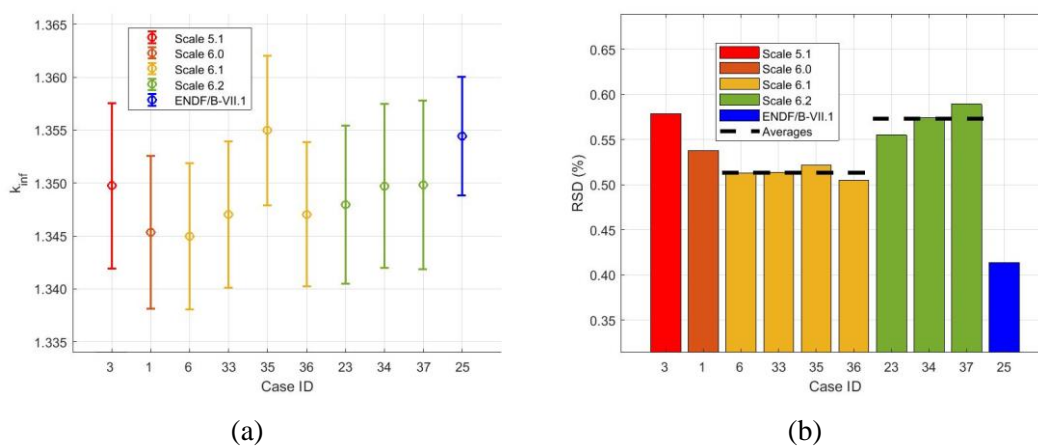 1.365
1.360
1.355
1.350
1.345
1.340
1.335
k_inf
Scale 5.1
Scale 6.0
Scale 6.1
Scale 6.2
ENDF/B-VII.1
3 1 6 33 35 36 23 34 37 25
Case ID
(a)
0.65
0.60
0.55
0.50
0.45
0.40
0.35
RSD (%)
Scale 5.1
Scale 6.0
Scale 6.1
Scale 6.2
ENDF/B-VII.1
Averages
3 1 6 33 35 36 23 34 37 25
Case ID
(b)